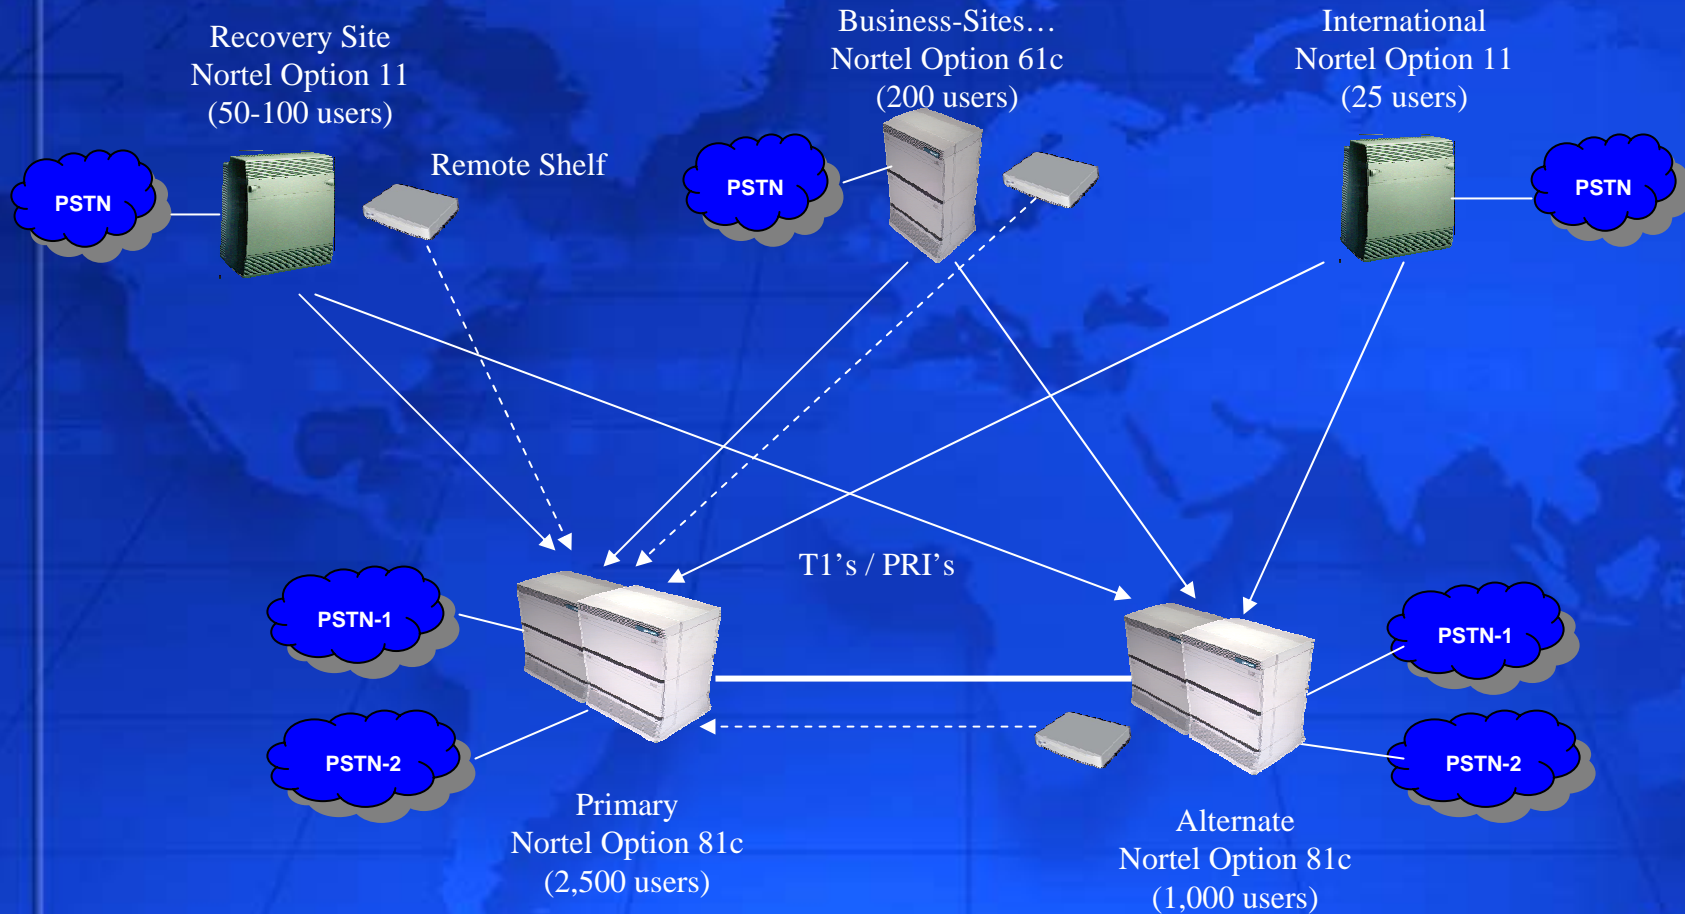 Recovery Site
Nortel Option 11
(50-100 users)
Business-Sites…
Nortel Option 61c
(200 users)
International
Nortel Option 11
(25 users)
PSTN
Remote Shelf
PSTN
PSTN
T1's / PRI's
PSTN-1
PSTN-2
Primary
Nortel Option 81c
(2,500 users)
PSTN-1
PSTN-2
Alternate
Nortel Option 81c
(1,000 users)